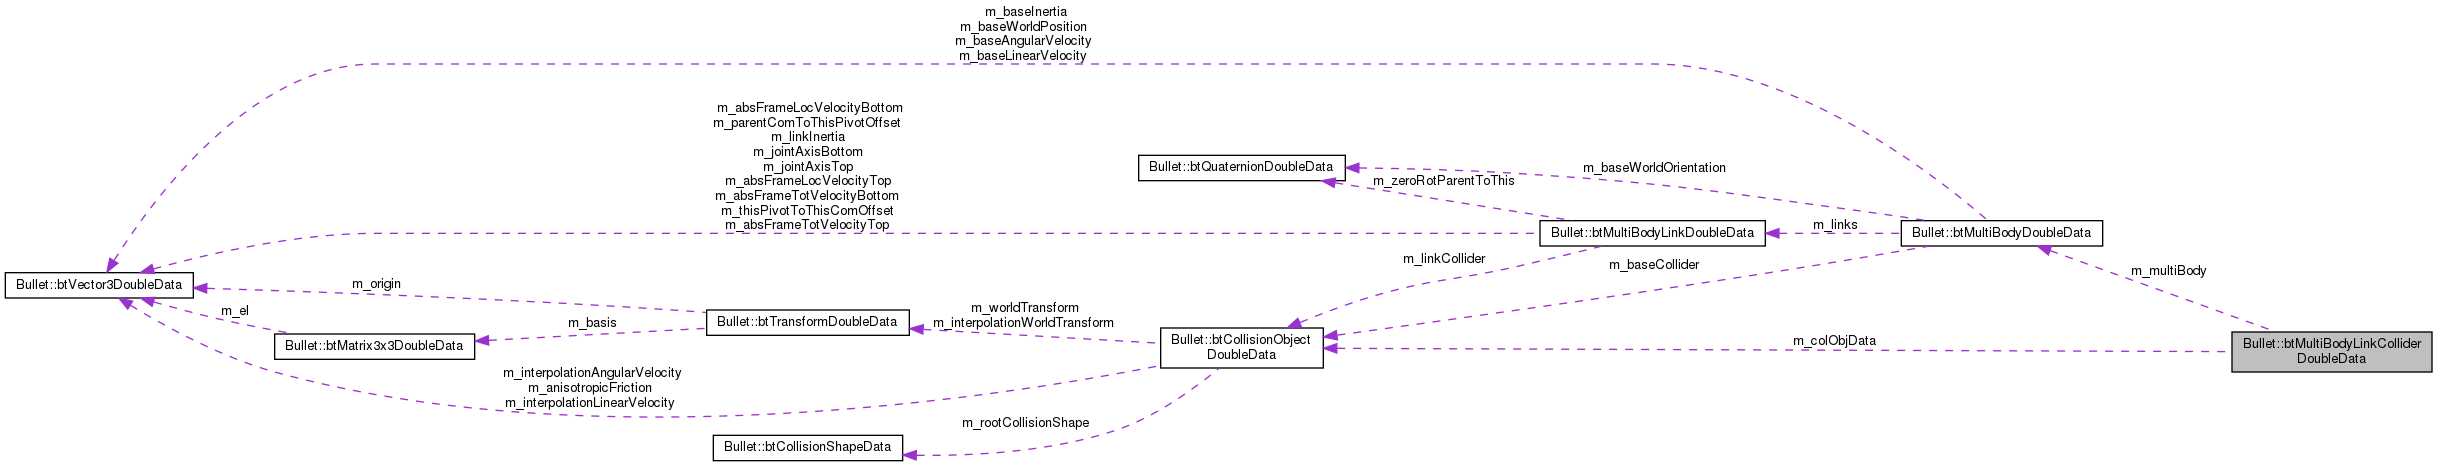 m_baseInertia
m_baseWorldPosition
m_baseAngularVelocity
m_baseLinearVelocity
m_absFrameLocVelocityBottom
m_parentComToThisPivotOffset
m_linkInertia
m_jointAxisBottom
m_jointAxisTop
m_absFrameLocVelocityTop
m_absFrameTotVelocityBottom
m_thisPivotToThisComOffset
m_absFrameTotVelocityTop
Bullet::btQuaternionDoubleData
m_baseWorldOrientation
m_zeroRotParentToThis
Bullet::btMultiBodyLinkDoubleData
m_links
Bullet::btMultiBodyDoubleData
m_linkCollider
m_baseCollider
m_multiBody
Bullet::btVector3DoubleData
m_origin
m_el
m_basis
Bullet::btTransformDoubleData
m_worldTransform
m_interpolationWorldTransform
Bullet::btMatrix3x3DoubleData
Bullet::btCollisionObject
DoubleData
m_colObjData
Bullet::btMultiBodyLinkCollider
DoubleData
m_interpolationAngularVelocity
m_anisotropicFriction
m_interpolationLinearVelocity
m_rootCollisionShape
Bullet::btCollisionShapeData